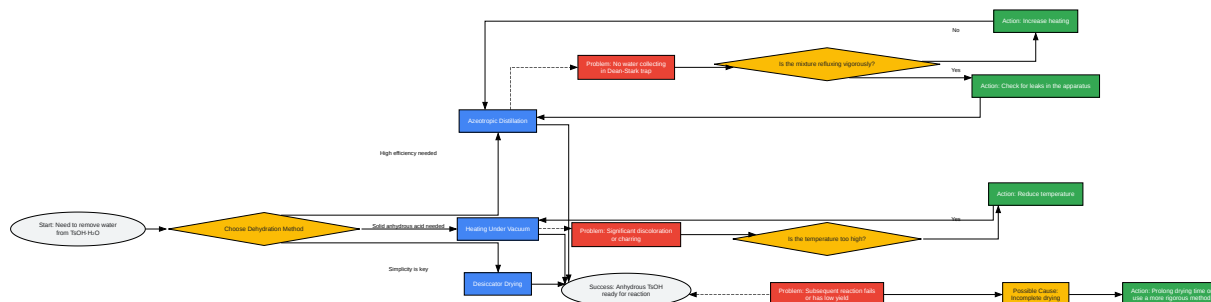 Action: Increase heating
No
Problem: No water collecting
in Dean-Stark trap
Is the mixture refluxing vigorously?
Yes
Action: Check for leaks in the apparatus
Azeotropic Distillation
High efficiency needed
Action: Reduce temperature
Start: Need to remove water
from TsOH·H₂O
Choose Dehydration Method
Solid anhydrous acid needed
Heating Under Vacuum
Problem: Significant discoloration
or charring
Yes
Is the temperature too high?
Simplicity is key
Desiccator Drying
Success: Anhydrous TsOH
ready for reaction
Problem: Subsequent reaction fails
or has low yield
Possible Cause:
Incomplete drying
Action: Prolong drying time o
use a more rigorous method